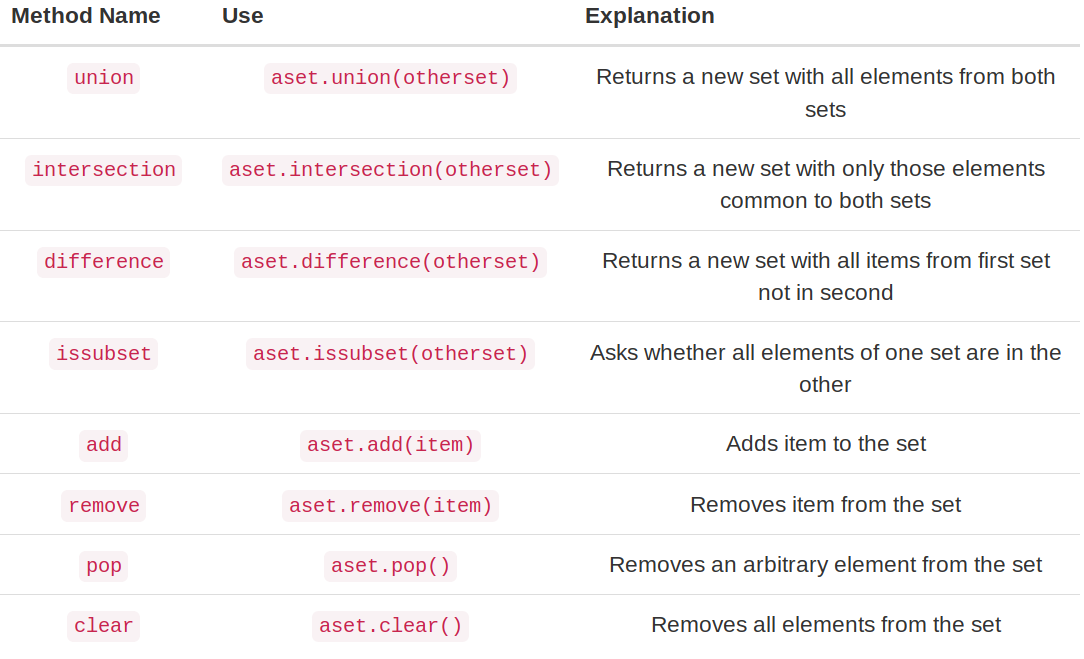 Method Name Use Explanation
union aset.union(otherset) Returns a new set with all elements from both
sets
intersection aset.intersection(otherset) Returns a new set with only those elements
common to both sets
difference aset.difference(otherset) Returns a new set with all items from first set
not in second
issubset aset.issubset(otherset) Asks whether all elements of one set are in the
other
add aset.add(item) Adds item to the set
remove aset.remove(item) Removes item from the set
pop aset.pop() Removes an arbitrary element from the set
clear aset.clear() Removes all elements from the set